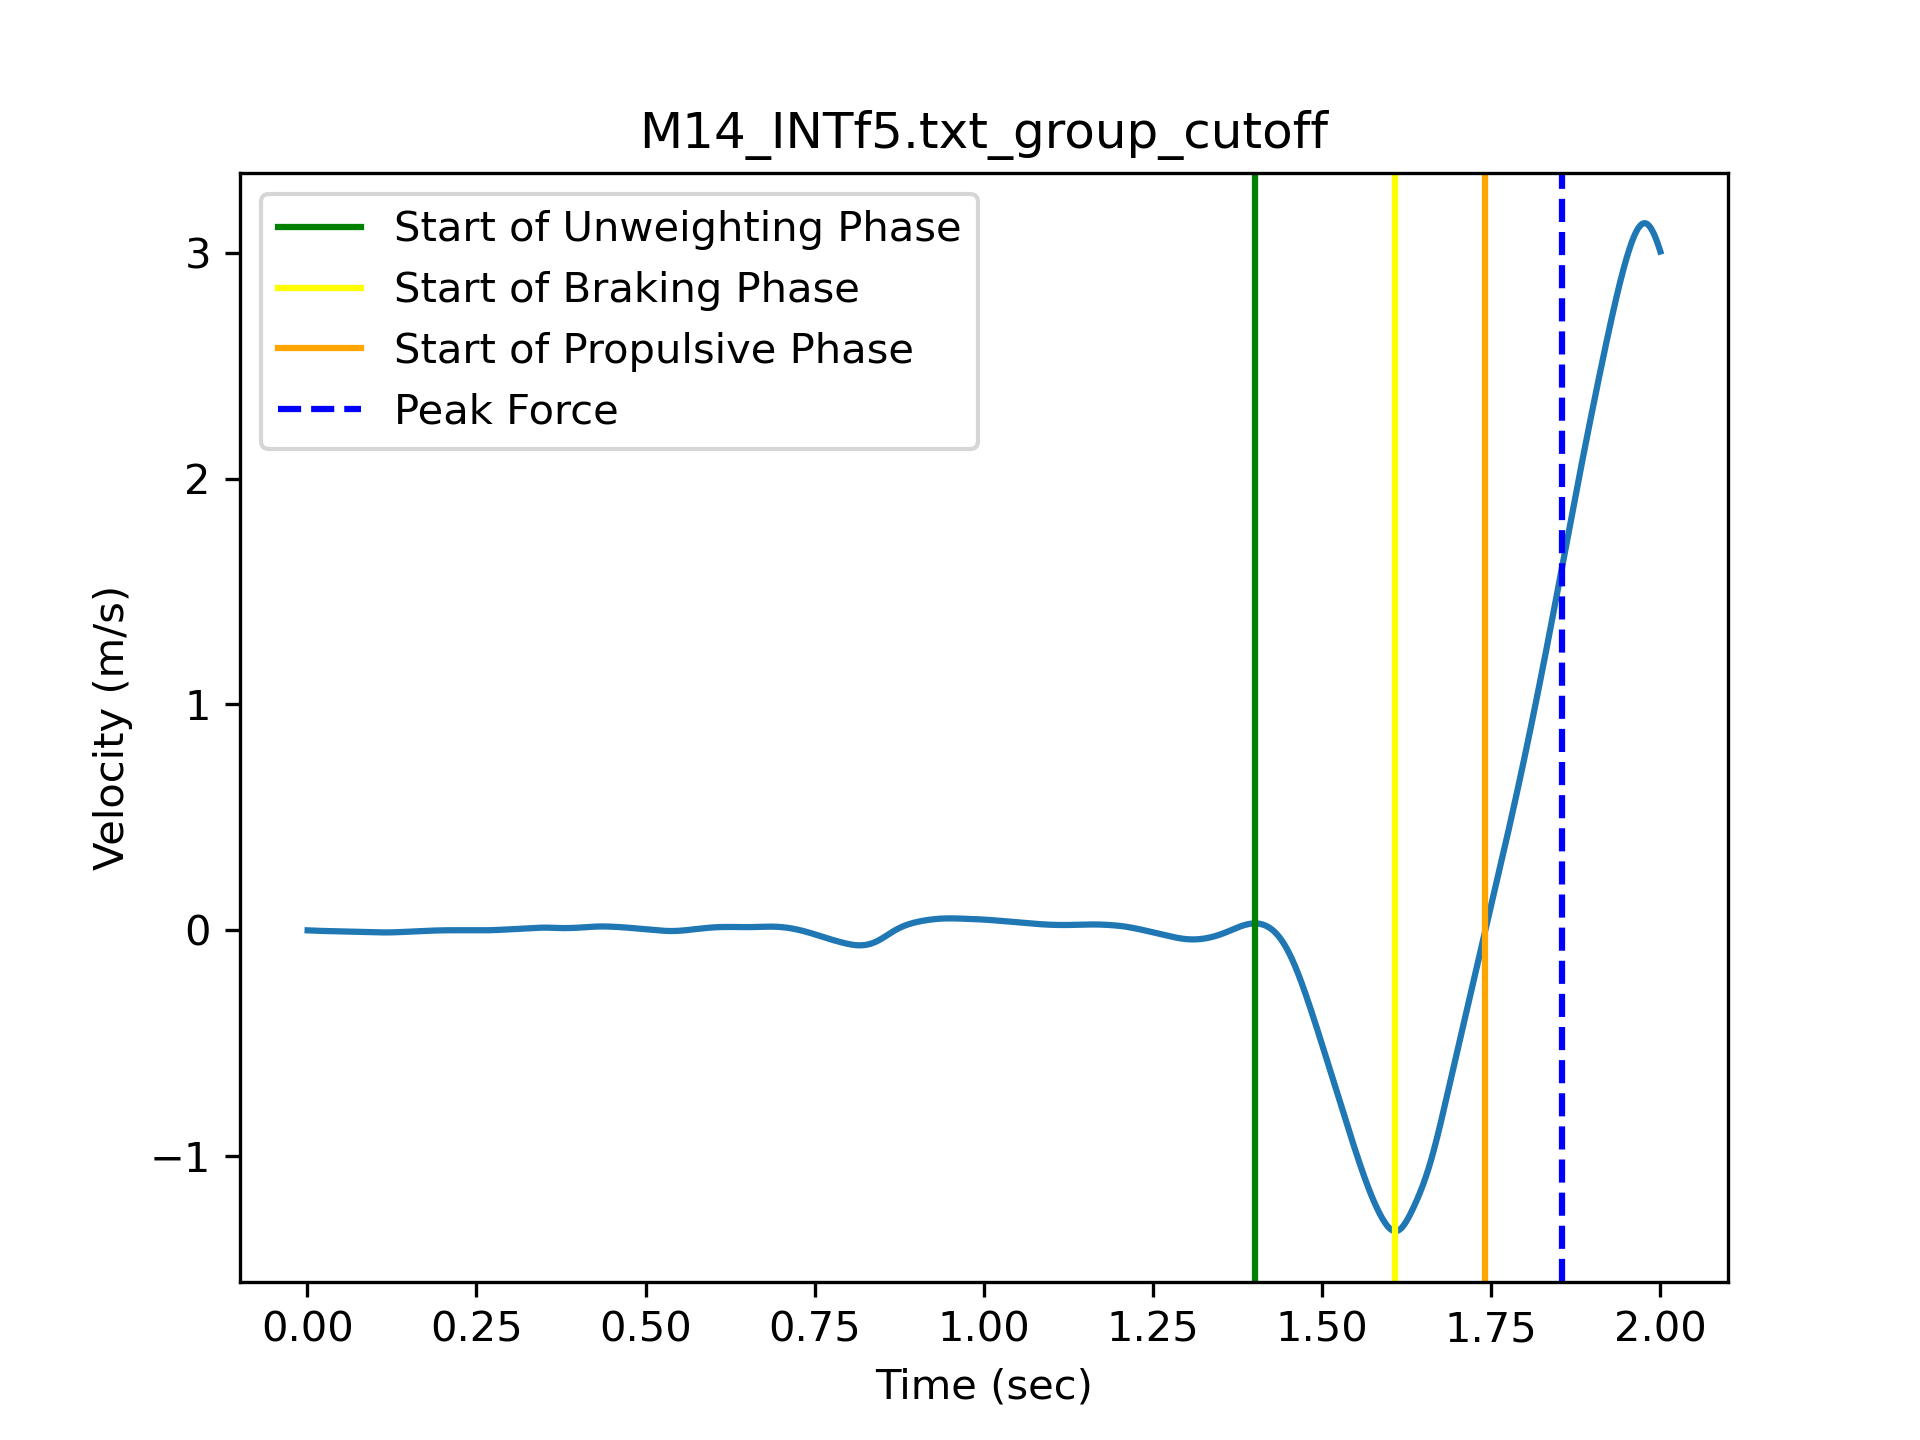 M14_INTf5.txt_group_cutoff
Start of Unweighting Phase
Start of Braking Phase
Start of Propulsive Phase
Peak Force
Velocity (m/s)
3
2
1
0
−1
0.00 0.25 0.50 0.75 1.00 1.25 1.50 1.75 2.00
Time (sec)